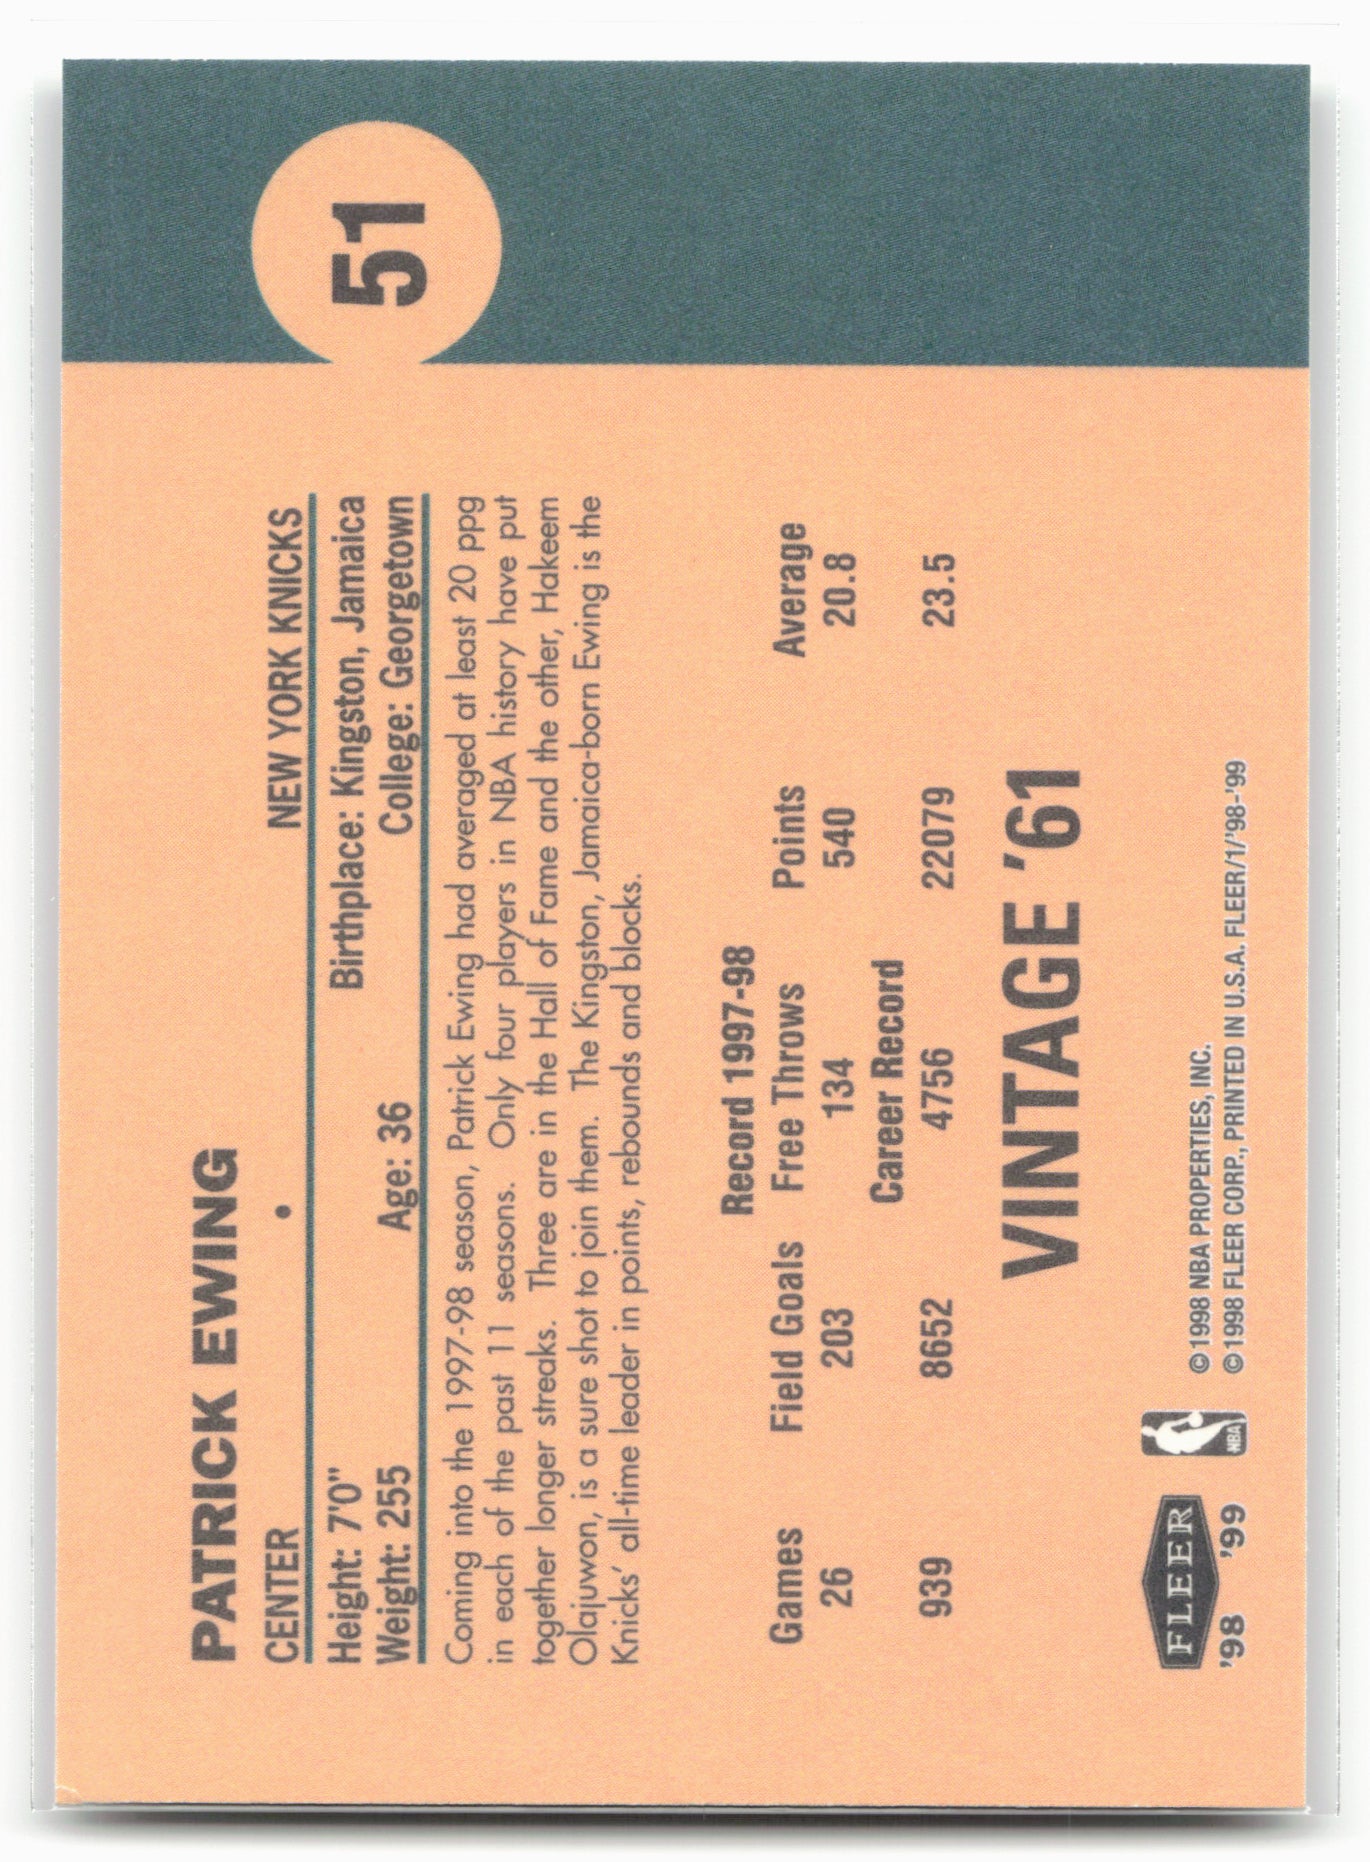 51
PATRICK EWING
CENTER • NEW YORK KNICKS
Height: 7'0" Birthplace: Kingston, Jamaica
Weight: 255 Age: 36 College: Georgetown
Coming into the 1997-98 season, Patrick Ewing had averaged at least 20 ppg
in each of the past 11 seasons. Only four players in NBA history have put
together longer streaks. Three are in the Hall of Fame and the other, Hakeem
Olajuwon, is a sure shot to join them. The Kingston, Jamaica-born Ewing is the
Knicks' all-time leader in points, rebounds and blocks.
Record 1997-98
Games Field Goals Free Throws Points Average
26 203 134 540 20.8
Career Record
939 8652 4756 22079 23.5
VINTAGE '61
FLEER
'98 '99
NBA
©1998 NBA PROPERTIES, INC.
©1998 FLEER CORP., PRINTED IN U.S.A. FLEER/1/'98-'99